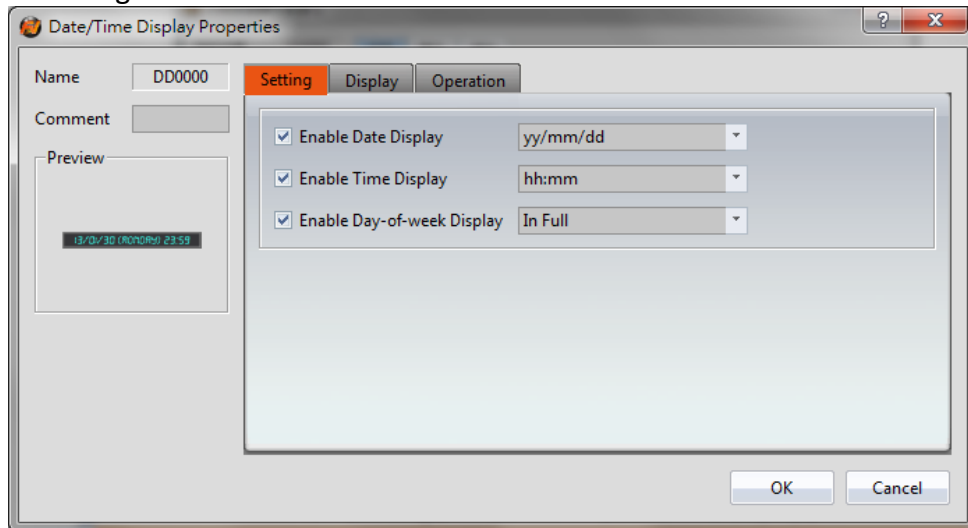 Date/Time Display Properties
Name DD0000
Setting Display Operation
Comment
Enable Date Display yy/mm/dd
Preview
Enable Time Display hh:mm
Enable Day-of-week Display In Full
13/01/30 (MONDAY) 23:59
OK Cancel